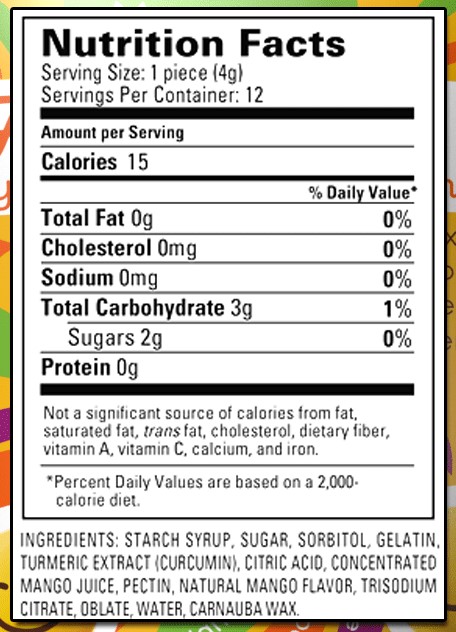 Nutrition Facts
Serving Size: 1 piece (4g)
Servings Per Container: 12
Amount per Serving
Calories 15
% Daily Value*
Total Fat 0g 0%
Cholesterol 0mg 0%
Sodium 0mg 0%
Total Carbohydrate 3g 1%
Sugars 2g 0%
Protein 0g
Not a significant source of calories from fat,
saturated fat, trans fat, cholesterol, dietary fiber,
vitamin A, vitamin C, calcium, and iron.
*Percent Daily Values are based on a 2,000-
calorie diet.
INGREDIENTS: STARCH SYRUP, SUGAR, SORBITOL, GELATIN,
TURMERIC EXTRACT (CURCUMIN), CITRIC ACID, CONCENTRATED
MANGO JUICE, PECTIN, NATURAL MANGO FLAVOR, TRISODIUM
CITRATE, OBLATE, WATER, CARNAUBA WAX.